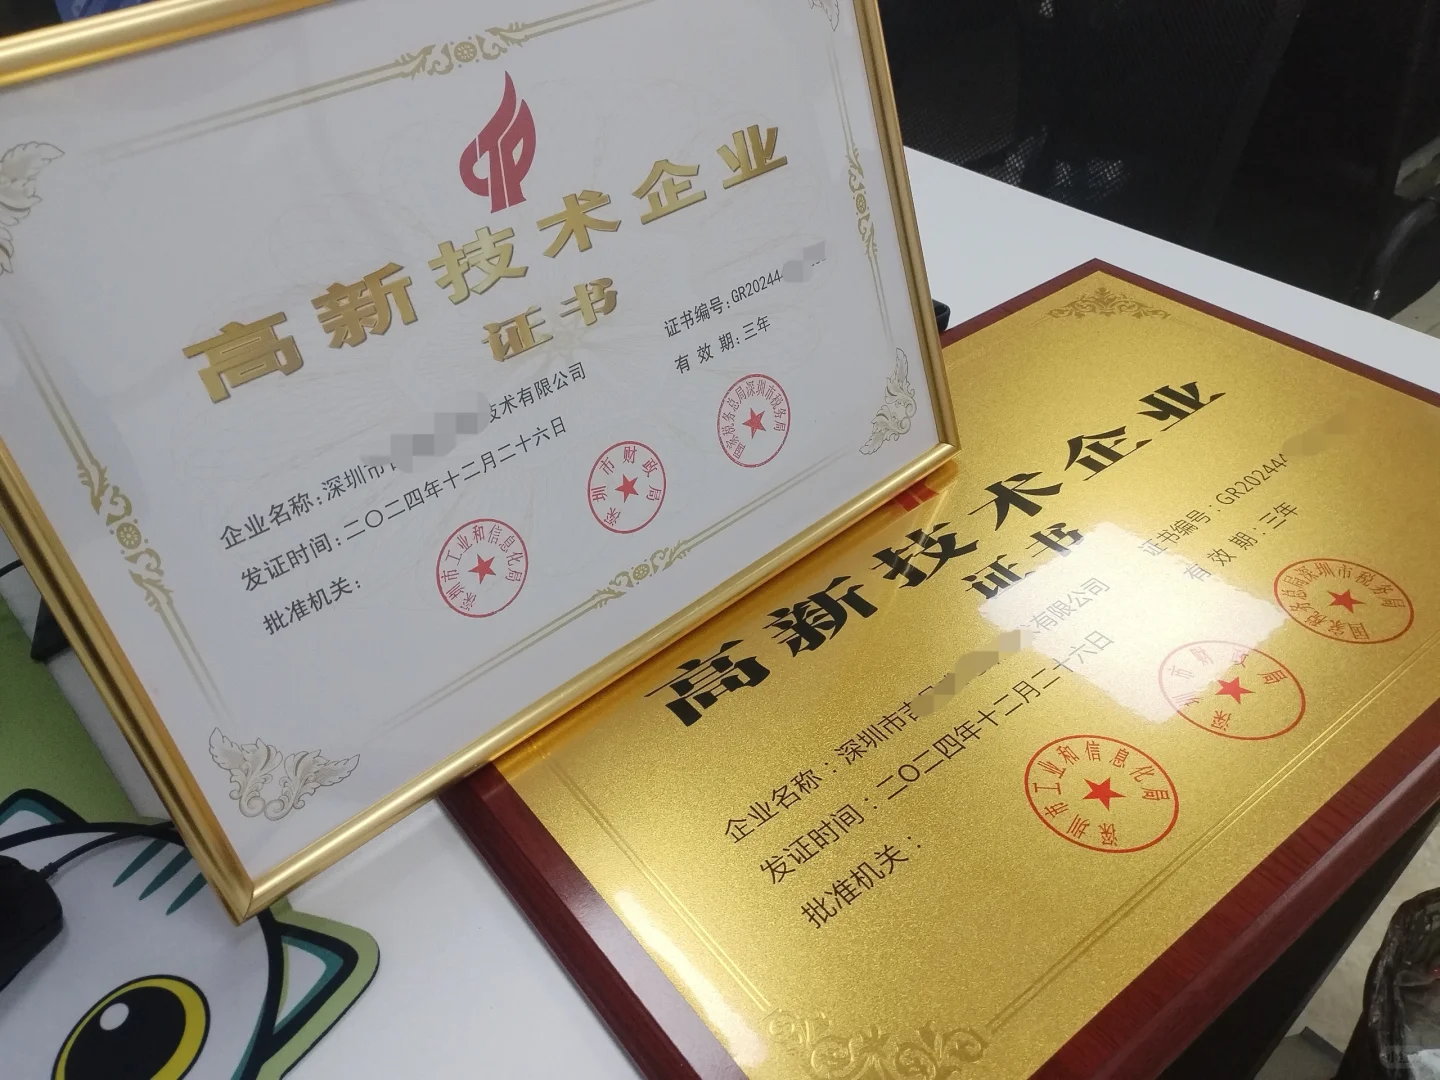 高新技术企业
证书
证书编号:GR20244
有效期:三年
企业名称:深圳市 技术有限公司
发证时间:二〇二四年十二月二十六日
批准机关:
深圳市工业和信息化局
深圳市财政局
国家税务总局深圳市税务局
高新技术企业
证书
证书编号:GR20244
有效期:三年
企业名称:深圳市吉 术有限公司
发证时间:二〇二四年十二月二十六日
批准机关:
深圳市工业和信息化局
深圳市财政局
国家税务总局深圳市税务局